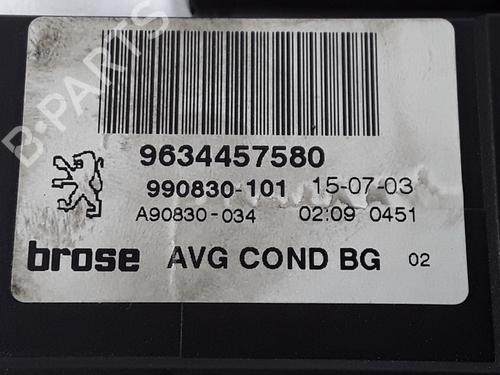 B-PARTS
9634457580
990830-101 15-07-03
A90830-034 02:09 0451
brose AVG COND BG 02